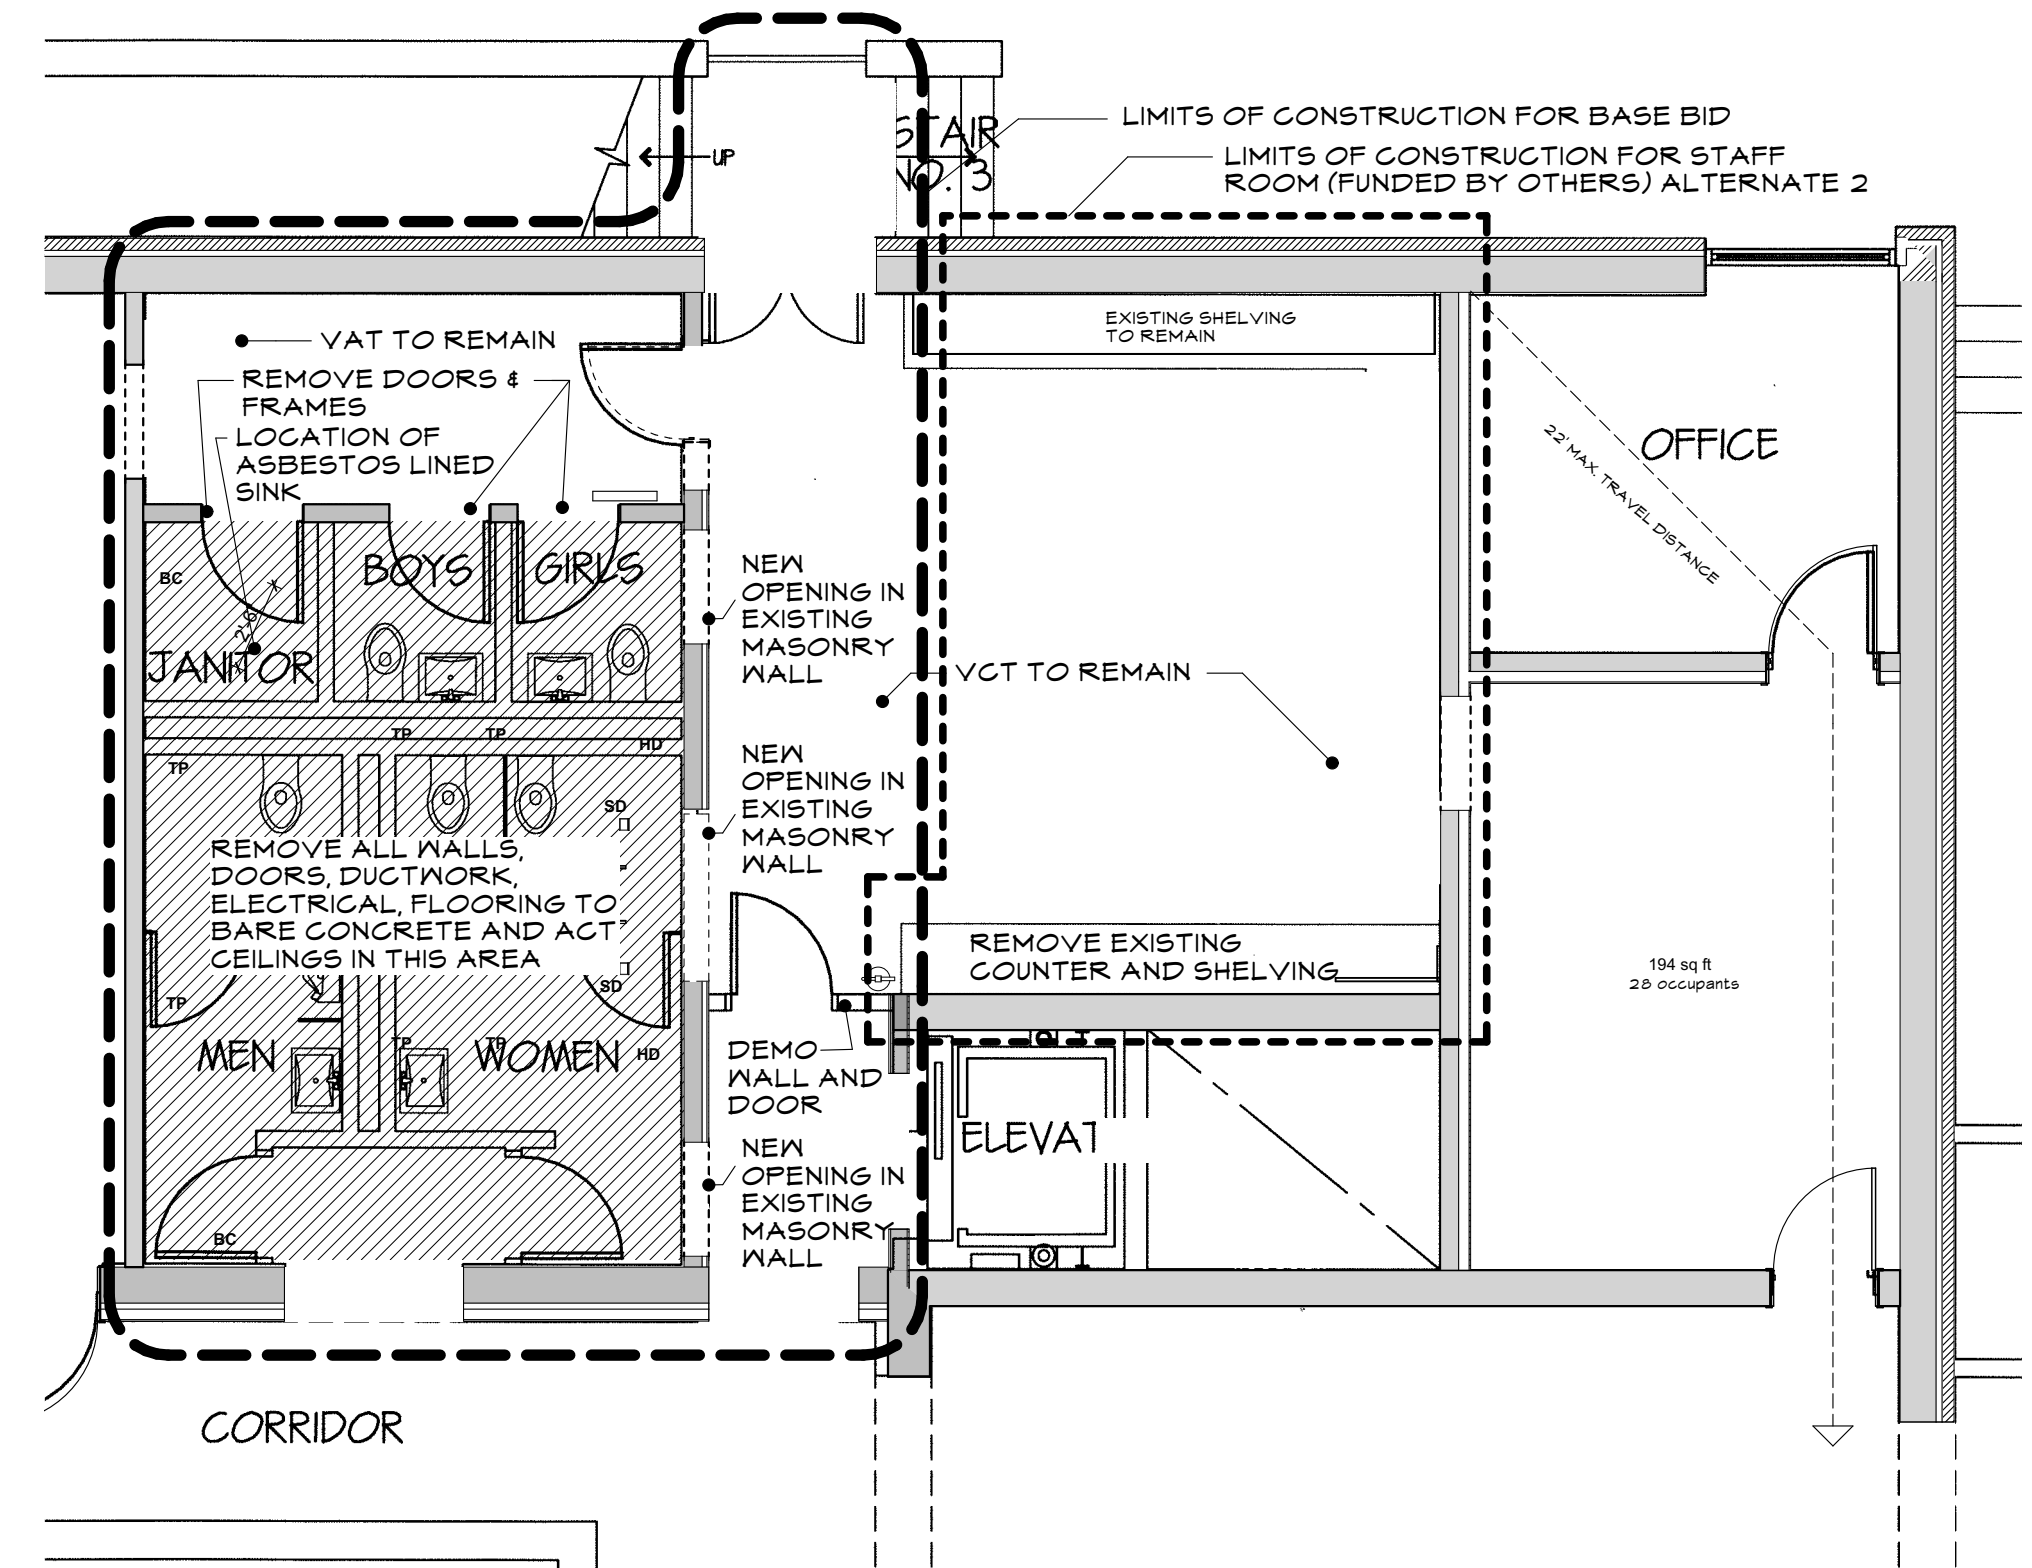 STAIR
NO. 3
UP
LIMITS OF CONSTRUCTION FOR BASE BID
LIMITS OF CONSTRUCTION FOR STAFF
ROOM (FUNDED BY OTHERS) ALTERNATE 2
EXISTING SHELVING
TO REMAIN
VAT TO REMAIN
REMOVE DOORS &
FRAMES
LOCATION OF
ASBESTOS LINED
SINK
OFFICE
22' MAX. TRAVEL DISTANCE
BC
BOYS
GIRLS
2'-6"
JANITOR
NEW
OPENING IN
EXISTING
MASONRY
WALL
VCT TO REMAIN
TP
TP
HD
TP
SD
NEW
OPENING IN
EXISTING
MASONRY
WALL
REMOVE ALL WALLS,
DOORS, DUCTWORK,
ELECTRICAL, FLOORING TO
BARE CONCRETE AND ACT
CEILINGS IN THIS AREA
REMOVE EXISTING
COUNTER AND SHELVING
194 sq ft
28 occupants
TP
SD
MEN
TP
TP
WOMEN
HD
DEMO
WALL AND
DOOR
ELEVAT
NEW
OPENING IN
EXISTING
MASONRY
WALL
BC
CORRIDOR